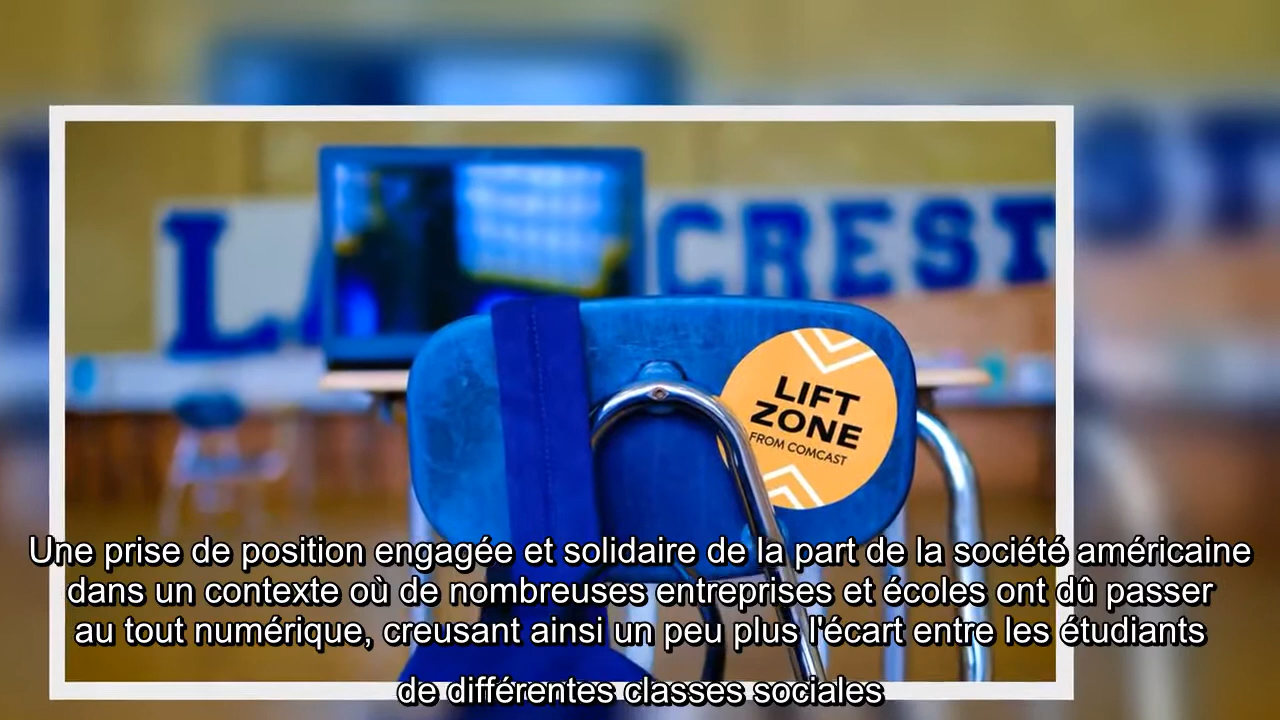 L
CREST
LIFT
ZONE
FROM COMCAST
Une prise de position engagée et solidaire de la part de la société américaine
dans un contexte où de nombreuses entreprises et écoles ont dû passer
au tout numérique, creusant ainsi un peu plus l'écart entre les étudiants
de différentes classes sociales